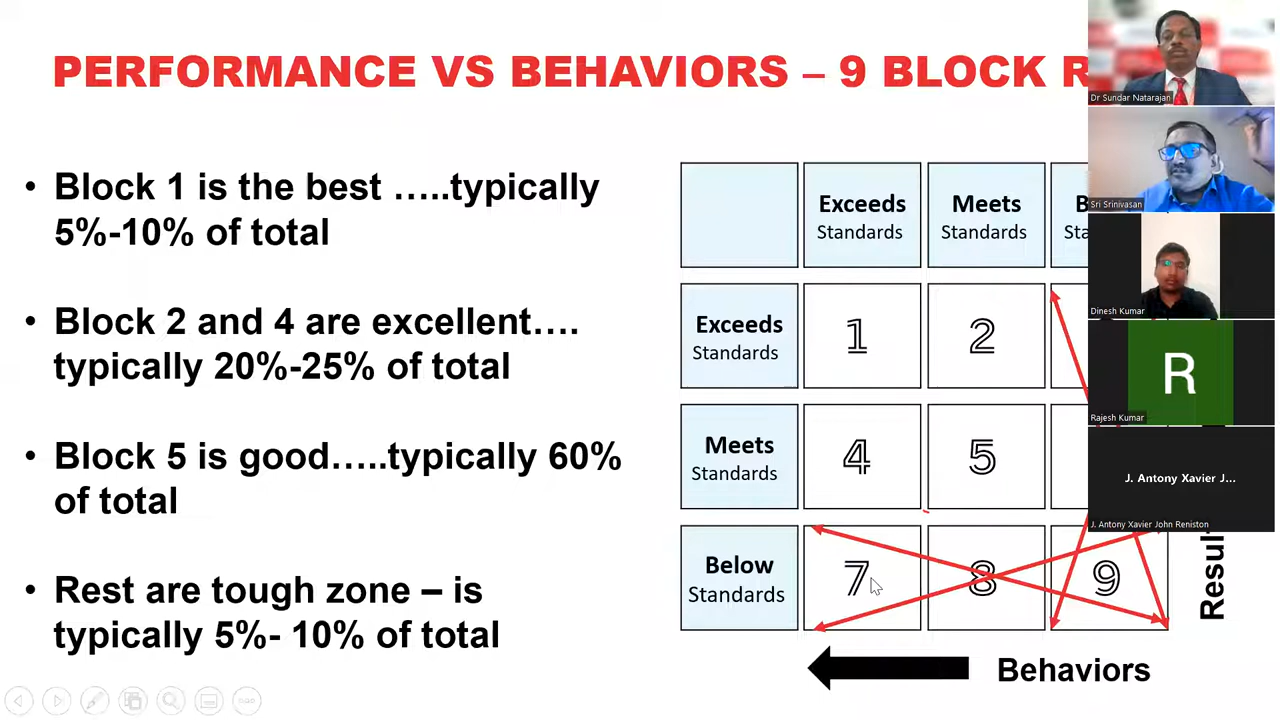 PERFORMANCE VS BEHAVIORS – 9 BLOCK R
• Block 1 is the best …..typically
5%-10% of total
• Block 2 and 4 are excellent….
typically 20%-25% of total
• Block 5 is good…..typically 60%
of total
• Rest are tough zone – is
typically 5%- 10% of total
Exceeds
Standards
Meets
Standards
Exceeds
Standards
1
2
Meets
Standards
4
5
Below
Standards
7
8
9
Behaviors
Dr Sundar Natarajan
Sri Srinivasan
Dinesh Kumar
R
Rajesh Kumar
J. Antony Xavier J...
J. Antony Xavier John Reniston